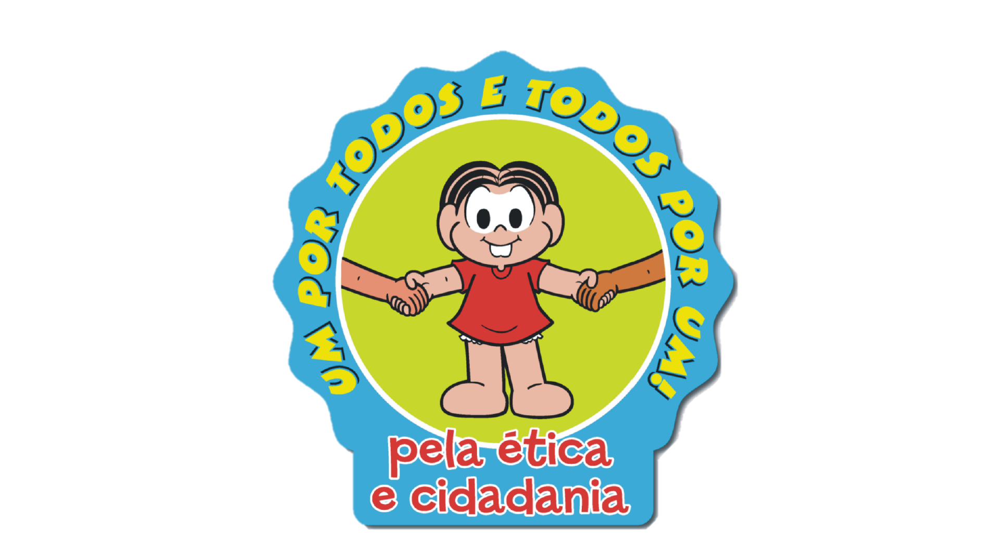 UM POR TODOS E TODOS POR UM!
pela ética
e cidadania